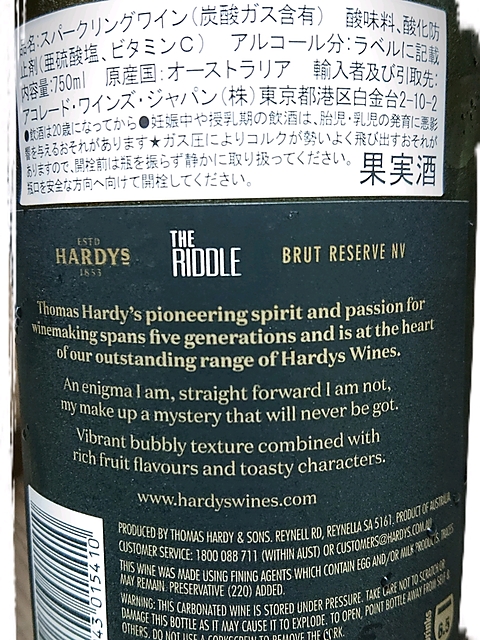 品名:スパークリングワイン(炭酸ガス含有) 酸味料、酸化防
止剤(亜硫酸塩、ビタミンC) アルコール分:ラベルに記載
内容量:750ml 原産国:オーストラリア 輸入者及び引取先:
アコレード・ワインズ・ジャパン(株)東京都港区白金台2-10-2
●飲酒は20歳になってから●妊娠中や授乳期の飲酒は、胎児・乳児の発育に悪影
響を与えるおそれがあります★ガス圧によりコルクが勢いよく飛び出すおそれが
ありますので、開栓前は瓶を振らず静かに取り扱ってください。
瓶口を安全な方向へ向けて開栓してください。
果実酒
ESTD
HARDYS
1853
THE
RIDDLE
BRUT RESERVE NV
Thomas Hardy's pioneering spirit and passion for
winemaking spans five generations and is at the heart
of our outstanding range of Hardys Wines.
An enigma I am, straight forward I am not,
my make up a mystery that will never be got.
Vibrant bubbly texture combined with
rich fruit flavours and toasty characters.
www.hardyswines.com
PRODUCED BY THOMAS HARDY & SONS. REYNELL RD, REYNELLA SA 5161, PRODUCT OF AUSTRALIA.
CUSTOMER SERVICE: 1800 088 711 (WITHIN AUST) OR CUSTOMERS@HARDYS.COM.AU
THIS WINE WAS MADE USING FINING AGENTS WHICH CONTAIN EGG AND/OR MILK PRODUCTS. TRACES
MAY REMAIN. PRESERVATIVE (220) ADDED.
WARNING: THIS CARBONATED WINE IS STORED UNDER PRESSURE. TAKE CARE NOT TO SCRATCH OR
DAMAGE THIS BOTTLE AS IT MAY CAUSE IT TO EXPLODE. TO OPEN, POINT BOTTLE AWAY FROM SELF &
OTHERS. DO NOT USE A CORKSCREW TO REMOVE THE CORK.
43 015410
6.5